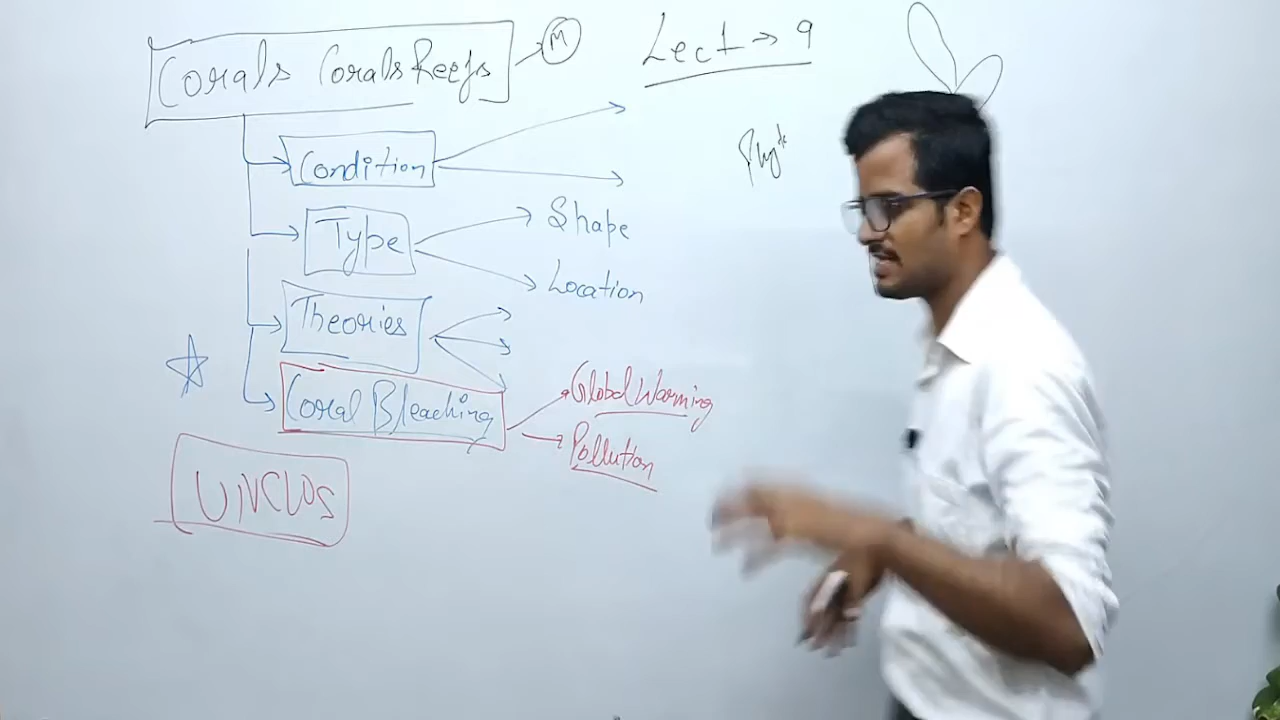 Corals Corals Reefs → M
Lect → 9
Condition
Type
Shape
Location
Theories
Coral Bleaching
Global Warming
Pollution
UNCLOS